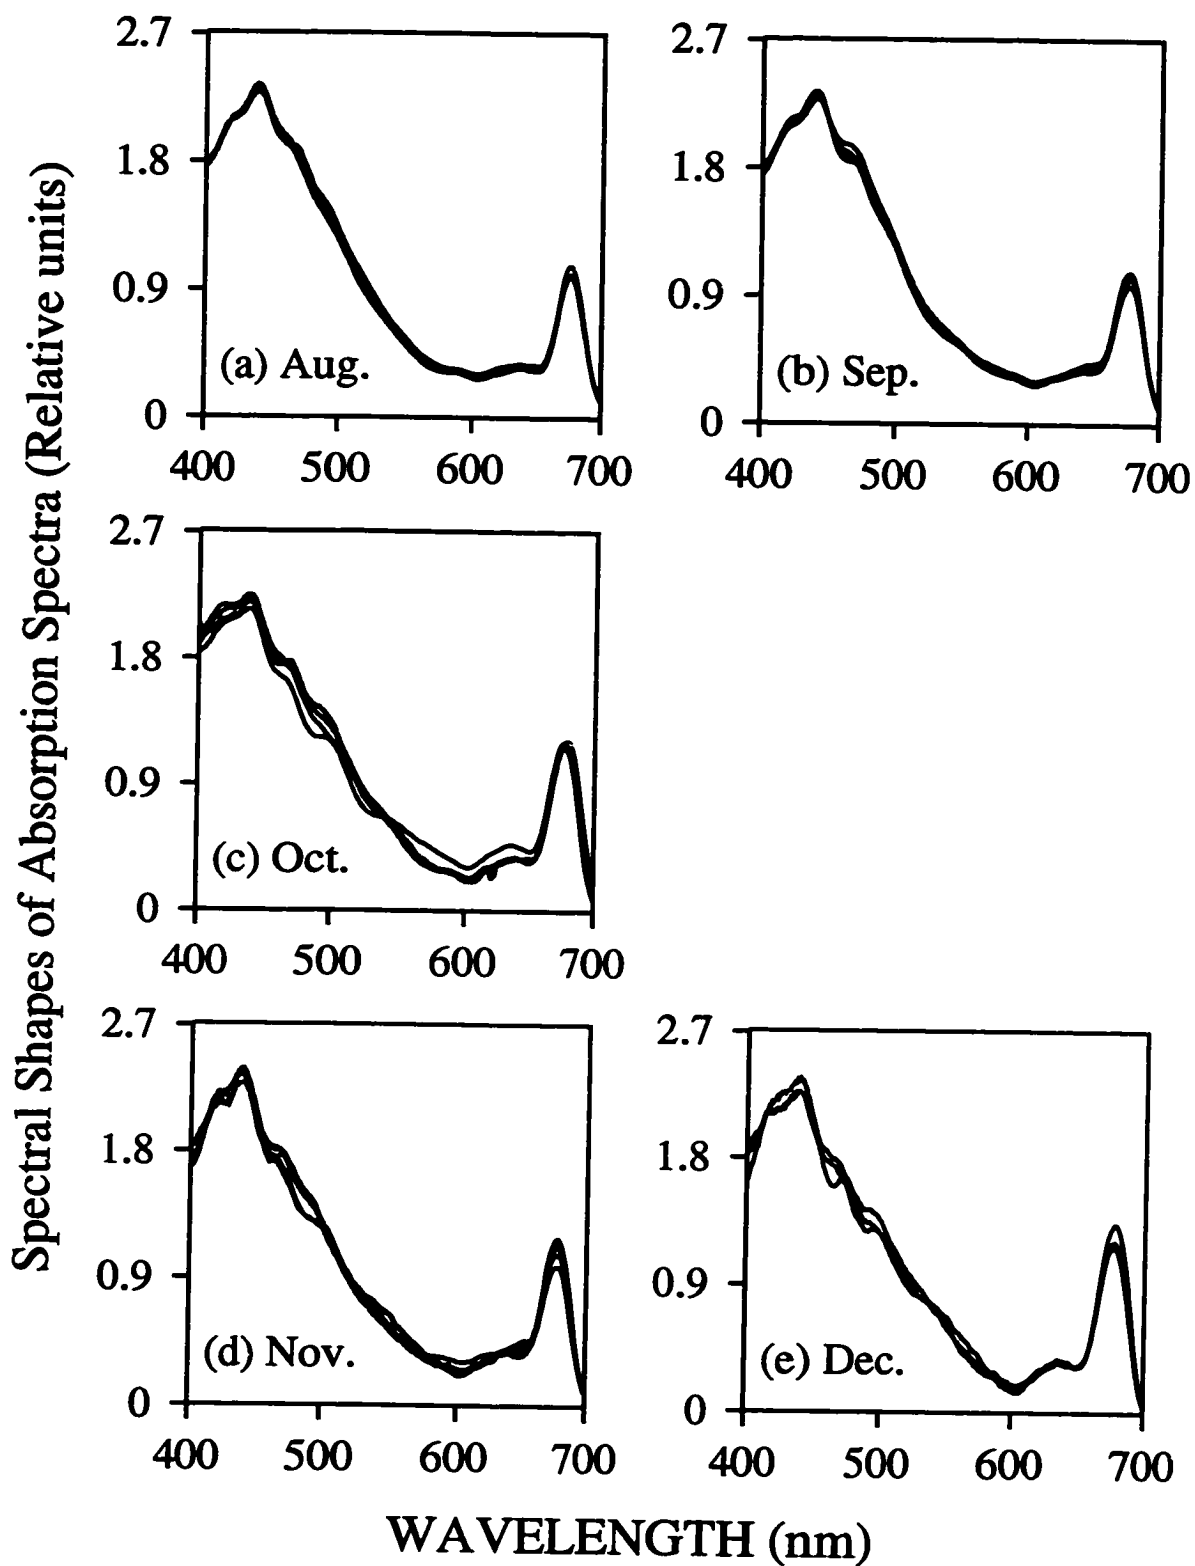 Spectral Shapes of Absorption Spectra (Relative units)
2.7
1.8
0.9
0
(a) Aug.
400 500 600 700
2.7
1.8
0.9
0
(b) Sep.
400 500 600 700
2.7
1.8
0.9
0
(c) Oct.
400 500 600 700
2.7
1.8
0.9
0
(d) Nov.
400 500 600 700
2.7
1.8
0.9
0
(e) Dec.
400 500 600 700
WAVELENGTH (nm)